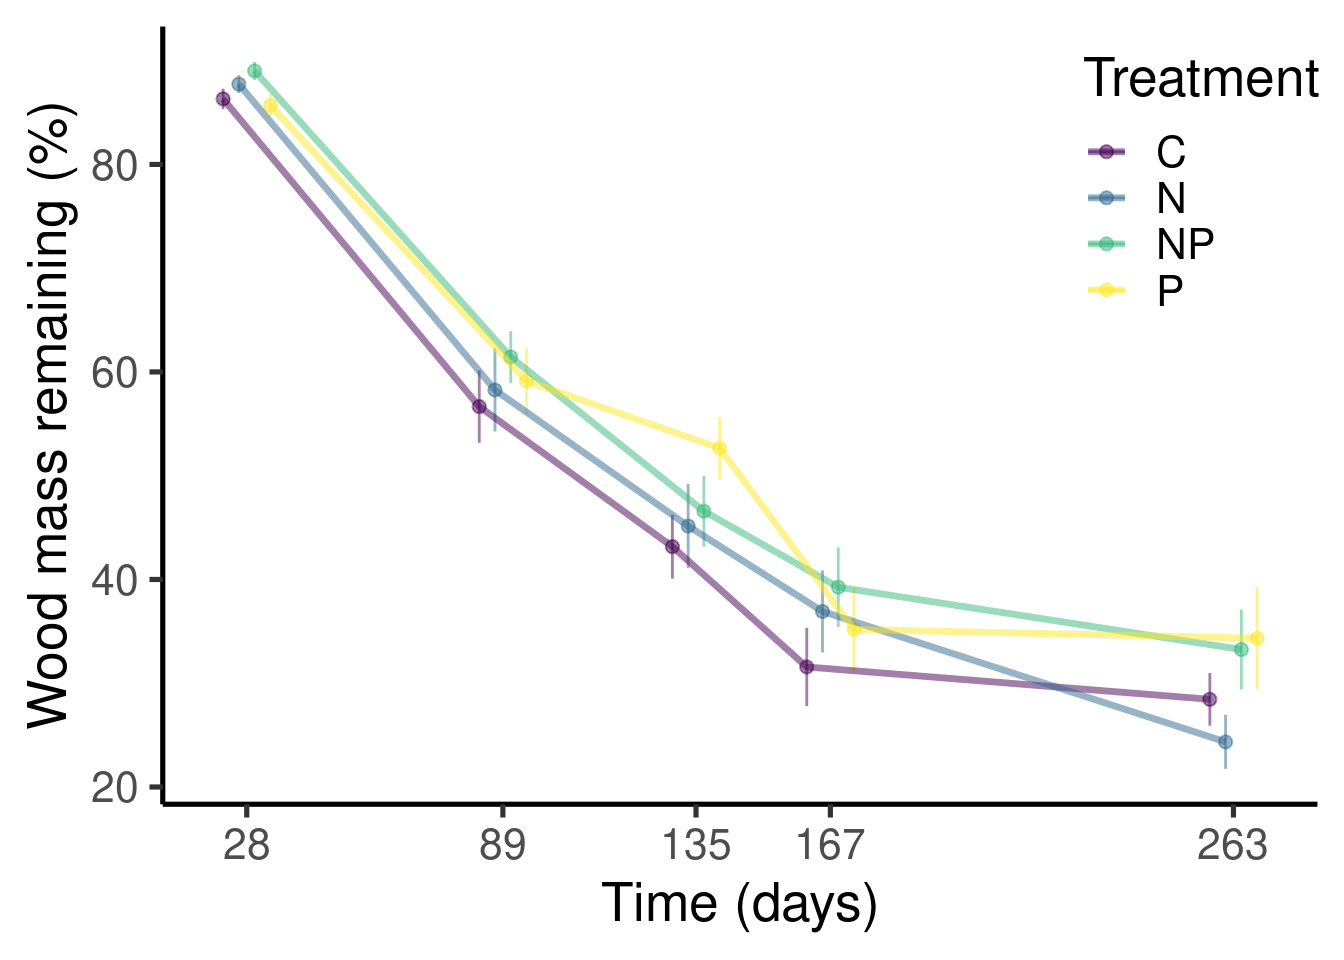 Treatment
C
N
NP
P
Wood mass remaining (%)
80
60
40
20
28 89 135 167 263
Time (days)